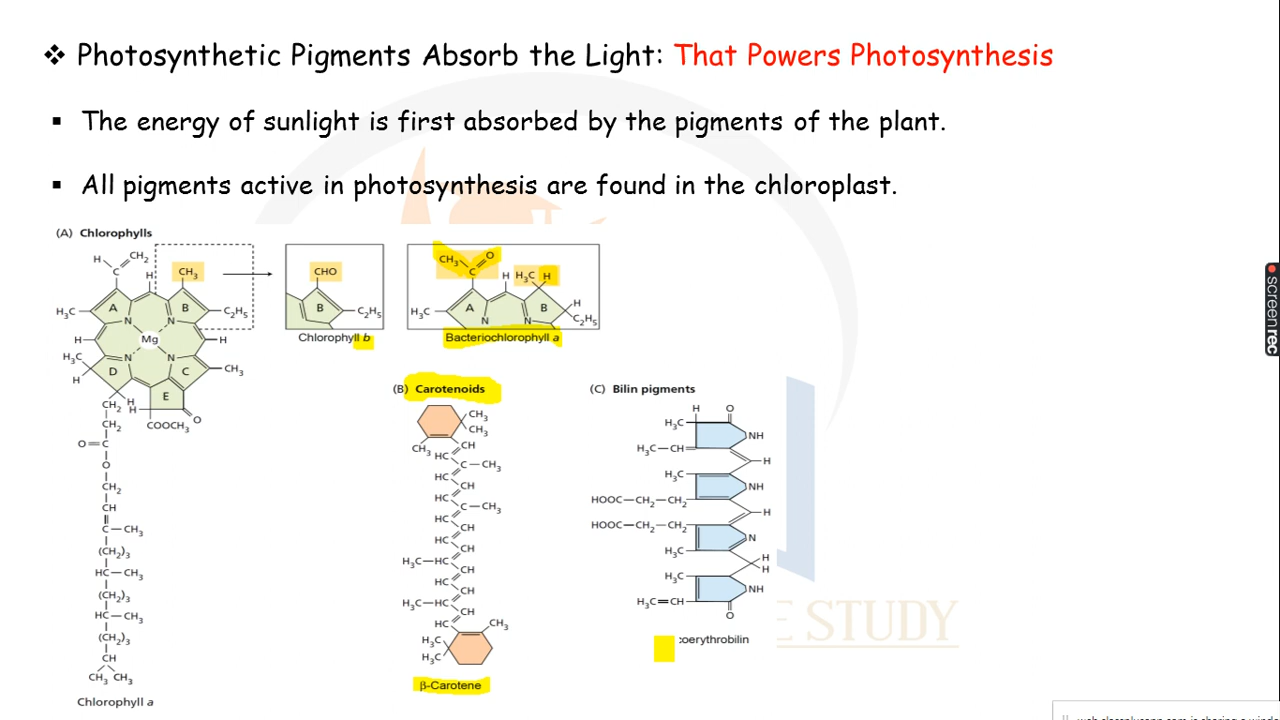 ❖ Photosynthetic Pigments Absorb the Light: That Powers Photosynthesis
▪ The energy of sunlight is first absorbed by the pigments of the plant.
▪ All pigments active in photosynthesis are found in the chloroplast.
(A) Chlorophylls
H CH2
C H CH3
A B
H3C C2H5
N N
H Mg H
N N
H3C D C CH3
H
E
CH2 H O
COOCH3
CH2
O=C
O
CH2
CH
C—CH3
(CH2)3
HC—CH3
(CH2)3
HC—CH3
(CH2)3
CH
CH3 CH3
Chlorophyll a
CHO
B C2H5
Chlorophyll b
CH3 O
C H H3C H
H3C A B H
N N C2H5
Bacteriochlorophyll a
(B) Carotenoids
CH3
CH3
CH3 CH
HC
C—CH3
HC
CH
HC
C—CH3
HC
CH
HC
CH
H3C—HC
CH
HC
CH
H3C—HC
CH
HC CH3
H3C
H3C
β-Carotene
(C) Bilin pigments
H O
H3C NH
H3C—CH
H
H3C NH
HOOC—CH2—CH2
H
HOOC—CH2—CH2
N
H3C H
H
H3C NH
H3C=CH
O
oerythrobilin
E STUDY
screenrec